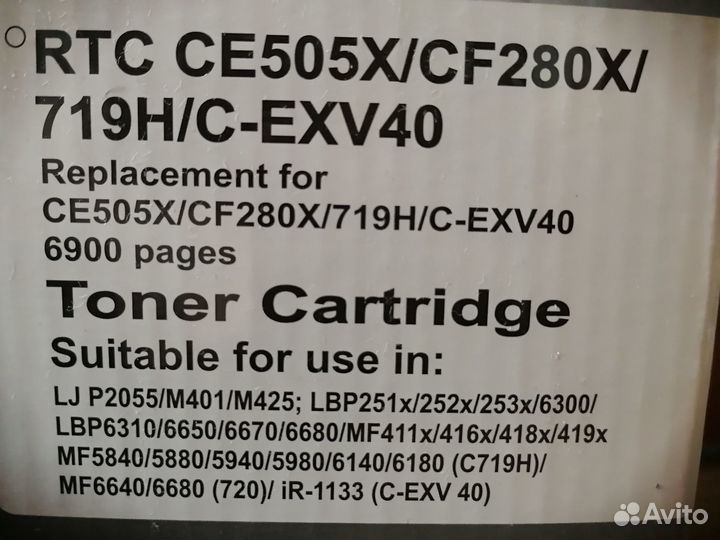 RTC CE505X/CF280X/
719H/C-EXV40
Replacement for
CE505X/CF280X/719H/C-EXV40
6900 pages
Toner Cartridge
Suitable for use in:
LJ P2055/M401/M425; LBP251x/252x/253x/6300/
LBP6310/6650/6670/6680/MF411x/416x/418x/419x
MF5840/5880/5940/5980/6140/6180 (C719H)/
MF6640/6680 (720)/ iR-1133 (C-EXV 40)
Avito